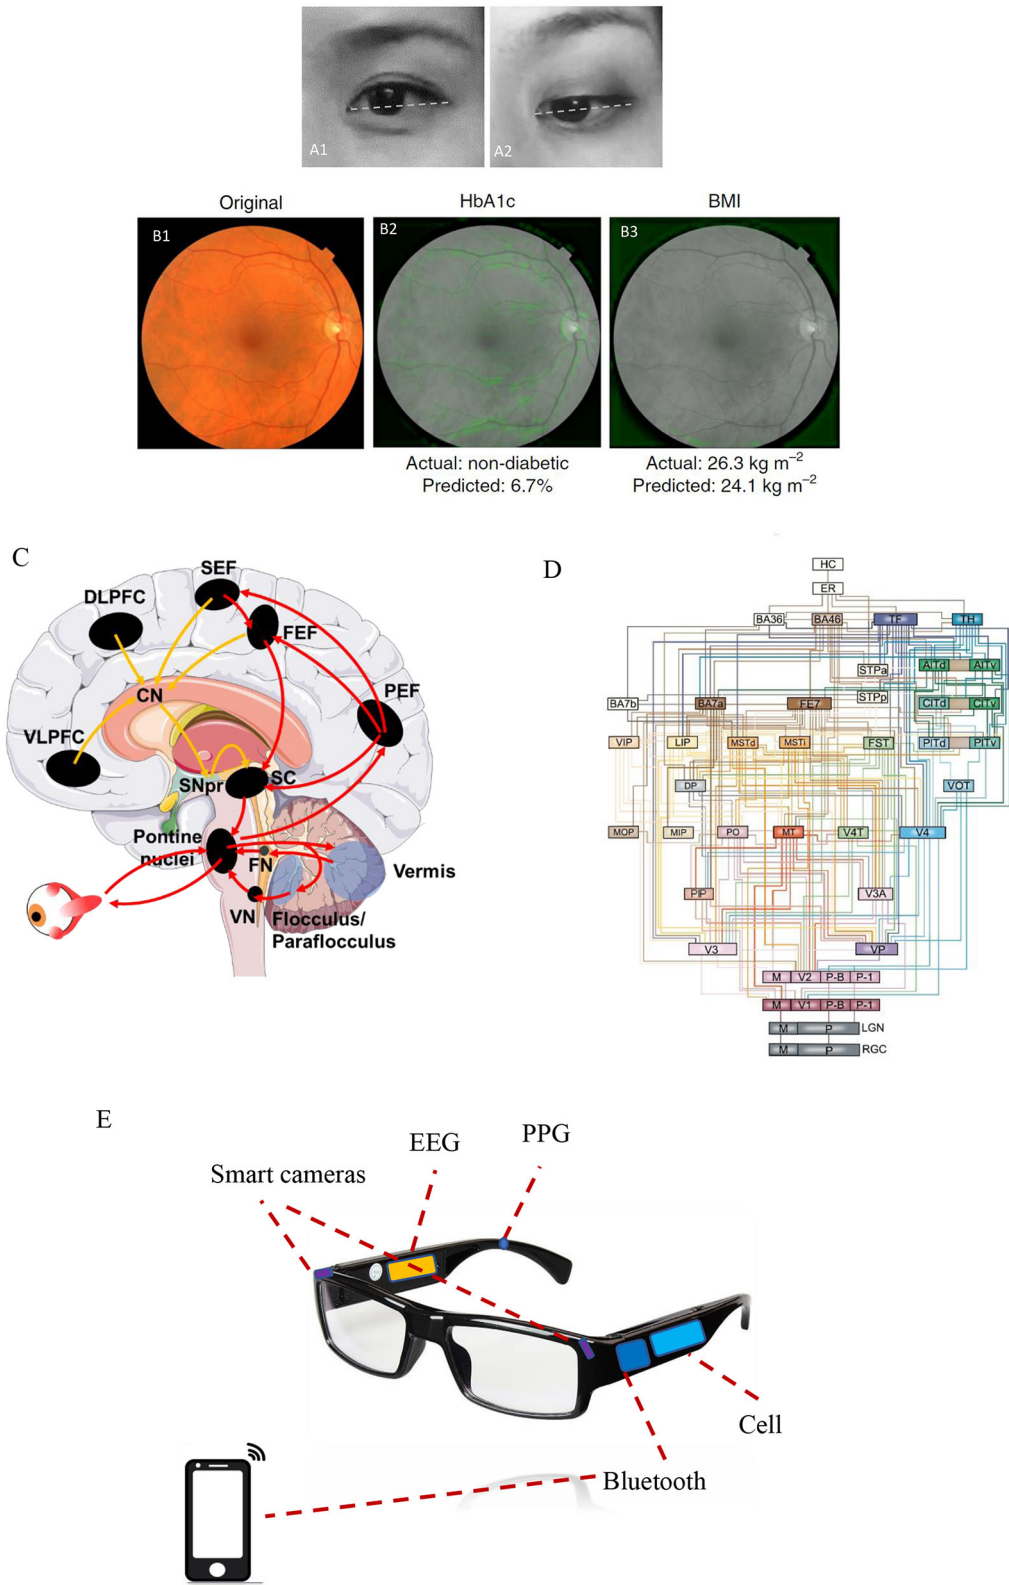 A1
A2
Original
HbA1c
BMI
B1
B2
B3
Actual: non-diabetic
Predicted: 6.7%
Actual: 26.3 kg m⁻²
Predicted: 24.1 kg m⁻²
C
SEF
DLPFC
FEF
CN
PEF
VLPFC
SNpr
SC
Pontine
nuclei
FN
Vermis
VN
Flocculus/
Paraflocculus
D
HC
ER
BA36
BA46
TF
TH
STPa
AITd
AITv
BA7b
BA7a
FE7
STPp
CITd
CITv
VIP
LIP
MSTd
MSTi
FST
PITd
PITv
DP
VOT
MOP
MIP
PO
MT
V4T
V4
PIP
V3A
V3
VP
M
V2
P-B
P-1
M
V1
P-B
P-1
M
P
LGN
M
P
RGC
E
EEG
PPG
Smart cameras
Cell
Bluetooth